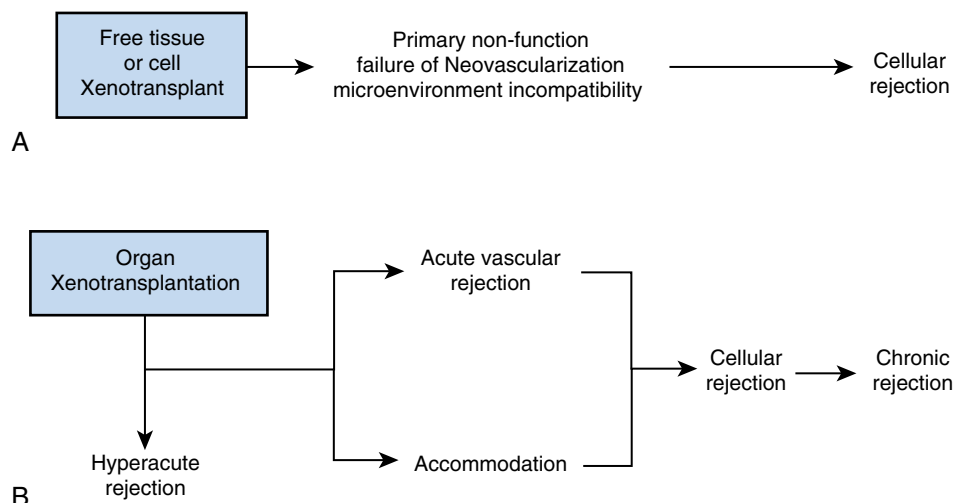 Free tissue
or cell
Xenotransplant
Primary non-function
failure of Neovascularization
microenvironment incompatibility
Cellular
rejection
A
Organ
Xenotransplantation
Acute vascular
rejection
Cellular
rejection
Chronic
rejection
Hyperacute
rejection
Accommodation
B